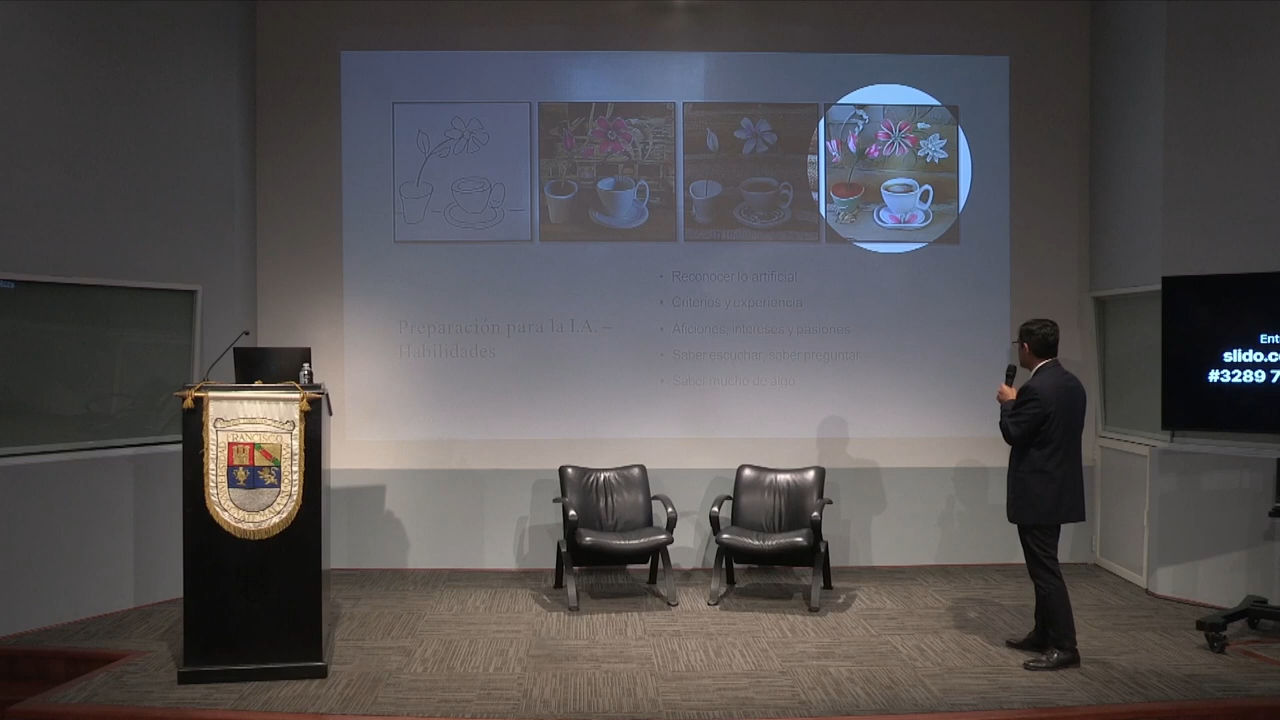 Preparación para la I.A. –
Habilidades
• Reconocer lo artificial
• Criterios y experiencia
• Aficiones, intereses y pasiones
• Saber escuchar, saber preguntar
• Saber mucho de algo
FRANCISCO
slido.c
#3289 7